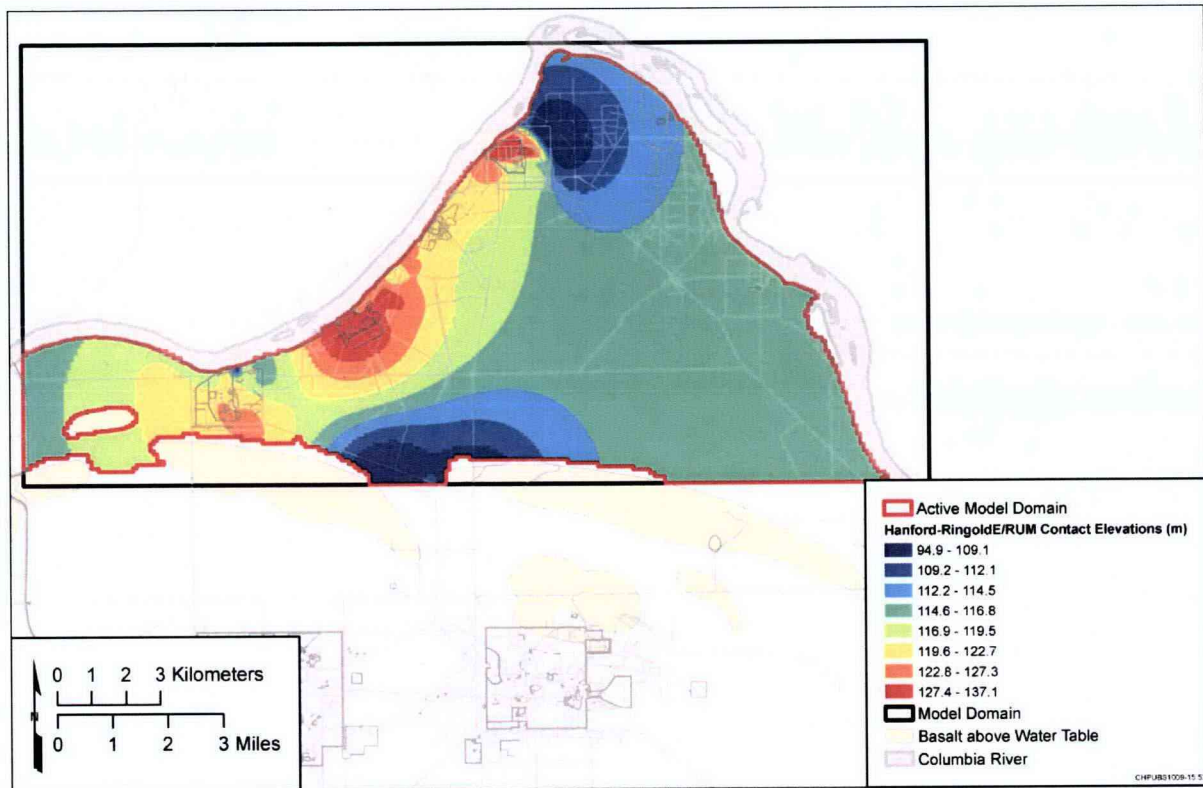 Active Model Domain
Hanford-RingoldE/RUM Contact Elevations (m)
94.9 - 109.1
109.2 - 112.1
112.2 - 114.5
114.6 - 116.8
116.9 - 119.5
119.6 - 122.7
122.8 - 127.3
127.4 - 137.1
Model Domain
Basalt above Water Table
Columbia River
N
0 1 2 3 Kilometers
0 1 2 3 Miles